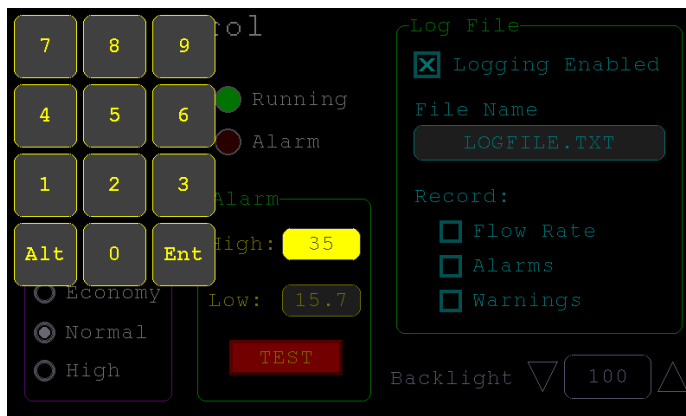 7 8 9
4 5 6
1 2 3
Alt 0 Ent
rol
Running
Alarm
Alarm
High: 35
Low: 15.7
TEST
Economy
Normal
High
Log File
Logging Enabled
File Name
LOGFILE.TXT
Record:
Flow Rate
Alarms
Warnings
Backlight 100